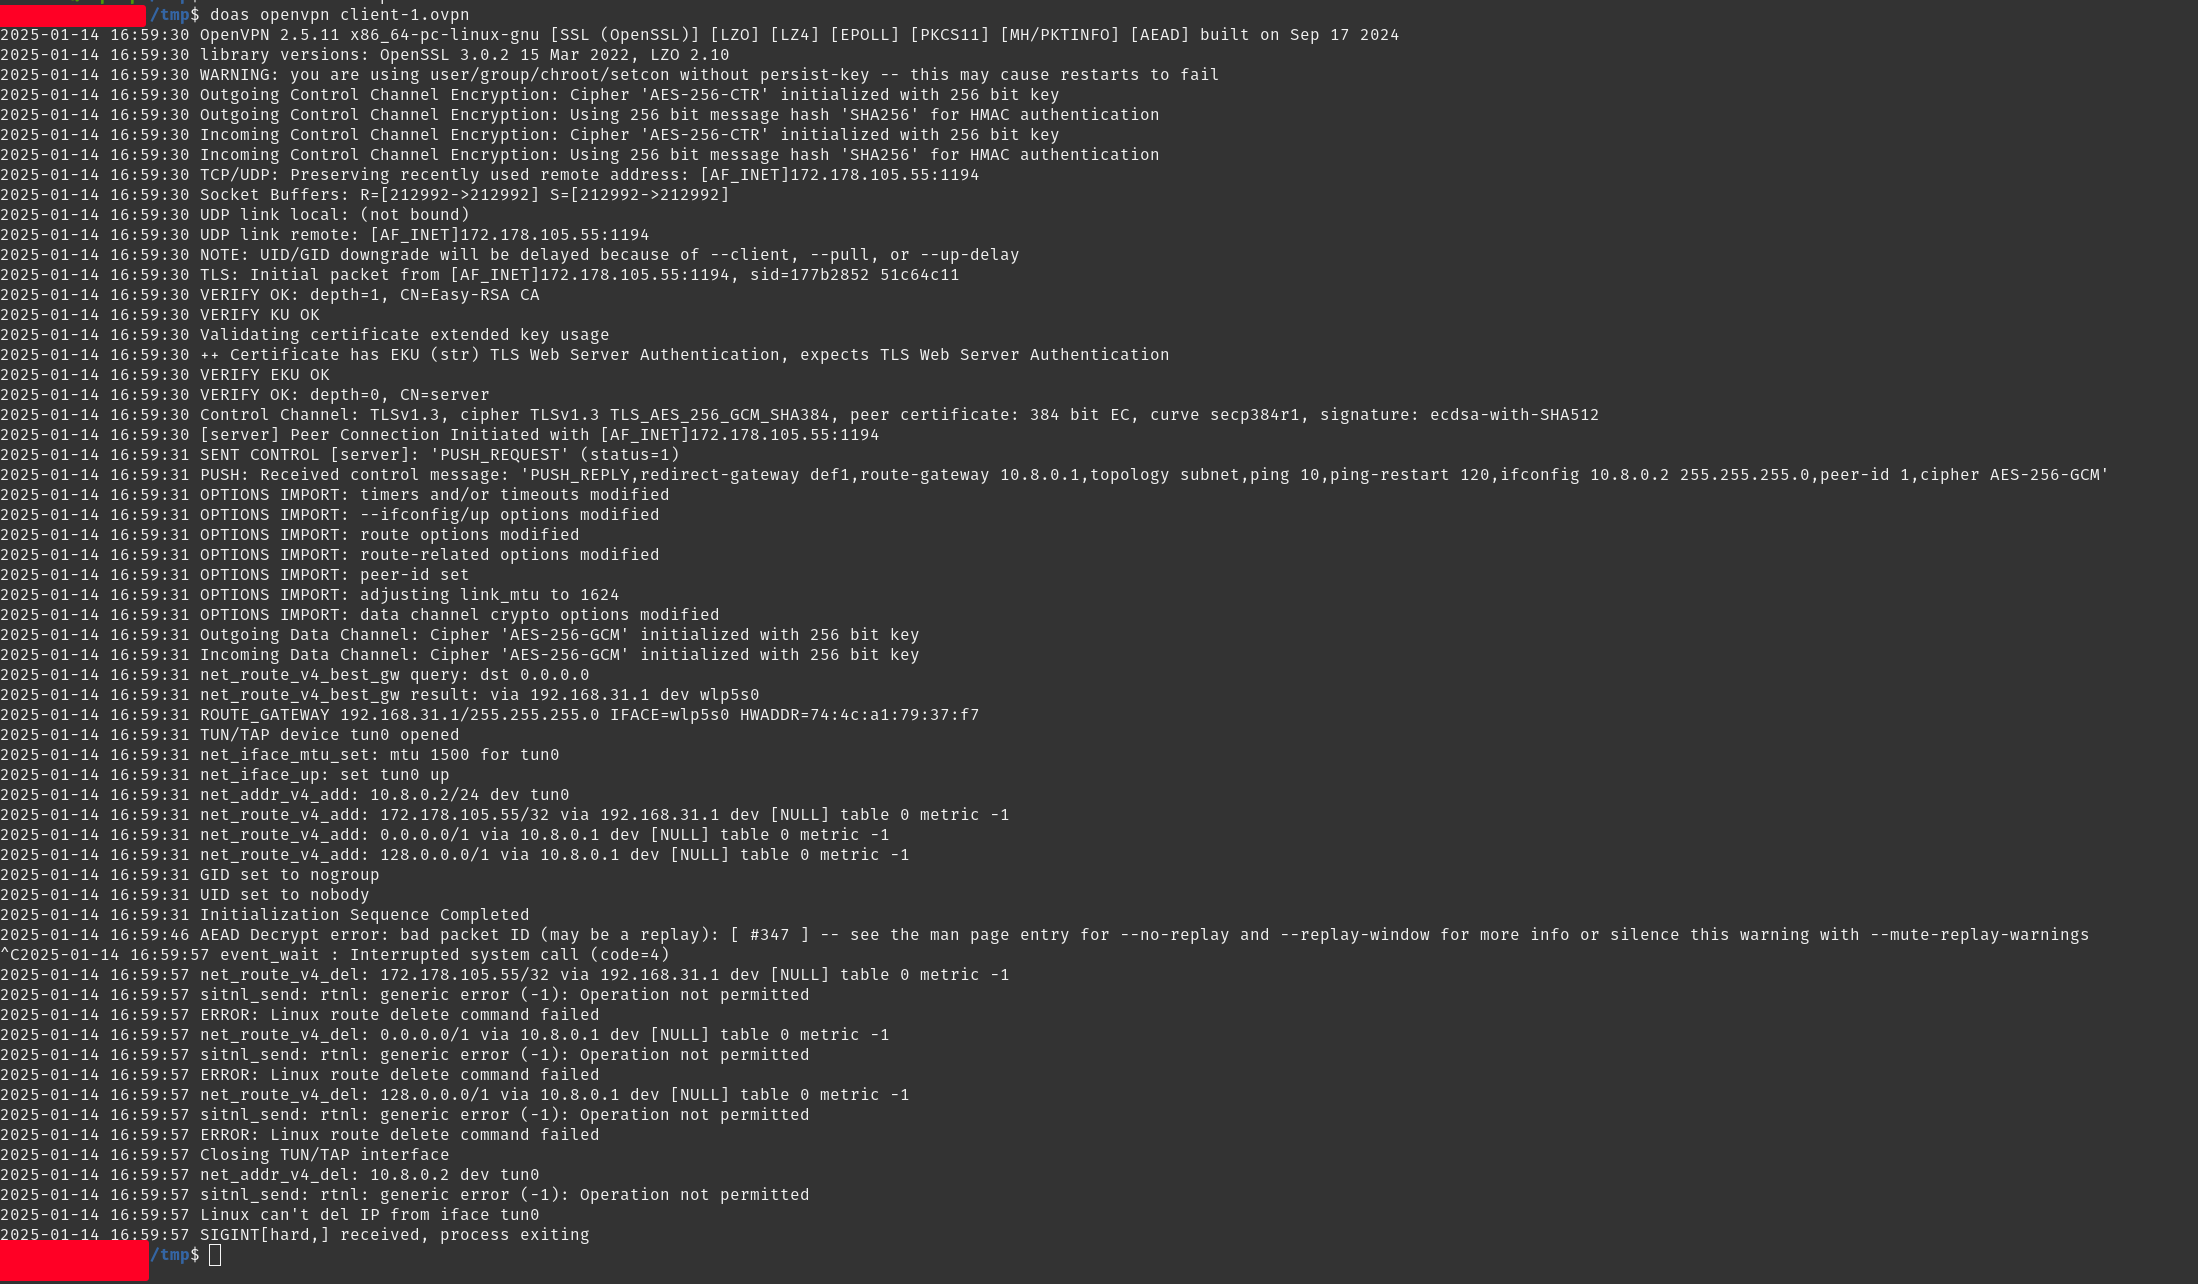 /tmp$ doas openvpn client-1.ovpn
2025-01-14 16:59:30 OpenVPN 2.5.11 x86_64-pc-linux-gnu [SSL (OpenSSL)] [LZO] [LZ4] [EPOLL] [PKCS11] [MH/PKTINFO] [AEAD] built on Sep 17 2024
2025-01-14 16:59:30 library versions: OpenSSL 3.0.2 15 Mar 2022, LZO 2.10
2025-01-14 16:59:30 WARNING: you are using user/group/chroot/setcon without persist-key -- this may cause restarts to fail
2025-01-14 16:59:30 Outgoing Control Channel Encryption: Cipher 'AES-256-CTR' initialized with 256 bit key
2025-01-14 16:59:30 Outgoing Control Channel Encryption: Using 256 bit message hash 'SHA256' for HMAC authentication
2025-01-14 16:59:30 Incoming Control Channel Encryption: Cipher 'AES-256-CTR' initialized with 256 bit key
2025-01-14 16:59:30 Incoming Control Channel Encryption: Using 256 bit message hash 'SHA256' for HMAC authentication
2025-01-14 16:59:30 TCP/UDP: Preserving recently used remote address: [AF_INET]172.178.105.55:1194
2025-01-14 16:59:30 Socket Buffers: R=[212992->212992] S=[212992->212992]
2025-01-14 16:59:30 UDP link local: (not bound)
2025-01-14 16:59:30 UDP link remote: [AF_INET]172.178.105.55:1194
2025-01-14 16:59:30 NOTE: UID/GID downgrade will be delayed because of --client, --pull, or --up-delay
2025-01-14 16:59:30 TLS: Initial packet from [AF_INET]172.178.105.55:1194, sid=177b2852 51c64c11
2025-01-14 16:59:30 VERIFY OK: depth=1, CN=Easy-RSA CA
2025-01-14 16:59:30 VERIFY KU OK
2025-01-14 16:59:30 Validating certificate extended key usage
2025-01-14 16:59:30 ++ Certificate has EKU (str) TLS Web Server Authentication, expects TLS Web Server Authentication
2025-01-14 16:59:30 VERIFY EKU OK
2025-01-14 16:59:30 VERIFY OK: depth=0, CN=server
2025-01-14 16:59:30 Control Channel: TLSv1.3, cipher TLSv1.3 TLS_AES_256_GCM_SHA384, peer certificate: 384 bit EC, curve secp384r1, signature: ecdsa-with-SHA512
2025-01-14 16:59:30 [server] Peer Connection Initiated with [AF_INET]172.178.105.55:1194
2025-01-14 16:59:31 SENT CONTROL [server]: 'PUSH_REQUEST' (status=1)
2025-01-14 16:59:31 PUSH: Received control message: 'PUSH_REPLY,redirect-gateway def1,route-gateway 10.8.0.1,topology subnet,ping 10,ping-restart 120,ifconfig 10.8.0.2 255.255.255.0,peer-id 1,cipher AES-256-GCM'
2025-01-14 16:59:31 OPTIONS IMPORT: timers and/or timeouts modified
2025-01-14 16:59:31 OPTIONS IMPORT: --ifconfig/up options modified
2025-01-14 16:59:31 OPTIONS IMPORT: route options modified
2025-01-14 16:59:31 OPTIONS IMPORT: route-related options modified
2025-01-14 16:59:31 OPTIONS IMPORT: peer-id set
2025-01-14 16:59:31 OPTIONS IMPORT: adjusting link_mtu to 1624
2025-01-14 16:59:31 OPTIONS IMPORT: data channel crypto options modified
2025-01-14 16:59:31 Outgoing Data Channel: Cipher 'AES-256-GCM' initialized with 256 bit key
2025-01-14 16:59:31 Incoming Data Channel: Cipher 'AES-256-GCM' initialized with 256 bit key
2025-01-14 16:59:31 net_route_v4_best_gw query: dst 0.0.0.0
2025-01-14 16:59:31 net_route_v4_best_gw result: via 192.168.31.1 dev wlp5s0
2025-01-14 16:59:31 ROUTE_GATEWAY 192.168.31.1/255.255.255.0 IFACE=wlp5s0 HWADDR=74:4c:a1:79:37:f7
2025-01-14 16:59:31 TUN/TAP device tun0 opened
2025-01-14 16:59:31 net_iface_mtu_set: mtu 1500 for tun0
2025-01-14 16:59:31 net_iface_up: set tun0 up
2025-01-14 16:59:31 net_addr_v4_add: 10.8.0.2/24 dev tun0
2025-01-14 16:59:31 net_route_v4_add: 172.178.105.55/32 via 192.168.31.1 dev [NULL] table 0 metric -1
2025-01-14 16:59:31 net_route_v4_add: 0.0.0.0/1 via 10.8.0.1 dev [NULL] table 0 metric -1
2025-01-14 16:59:31 net_route_v4_add: 128.0.0.0/1 via 10.8.0.1 dev [NULL] table 0 metric -1
2025-01-14 16:59:31 GID set to nogroup
2025-01-14 16:59:31 UID set to nobody
2025-01-14 16:59:31 Initialization Sequence Completed
2025-01-14 16:59:46 AEAD Decrypt error: bad packet ID (may be a replay): [ #347 ] -- see the man page entry for --no-replay and --replay-window for more info or silence this warning with --mute-replay-warnings
^C2025-01-14 16:59:57 event_wait : Interrupted system call (code=4)
2025-01-14 16:59:57 net_route_v4_del: 172.178.105.55/32 via 192.168.31.1 dev [NULL] table 0 metric -1
2025-01-14 16:59:57 sitnl_send: rtnl: generic error (-1): Operation not permitted
2025-01-14 16:59:57 ERROR: Linux route delete command failed
2025-01-14 16:59:57 net_route_v4_del: 0.0.0.0/1 via 10.8.0.1 dev [NULL] table 0 metric -1
2025-01-14 16:59:57 sitnl_send: rtnl: generic error (-1): Operation not permitted
2025-01-14 16:59:57 ERROR: Linux route delete command failed
2025-01-14 16:59:57 net_route_v4_del: 128.0.0.0/1 via 10.8.0.1 dev [NULL] table 0 metric -1
2025-01-14 16:59:57 sitnl_send: rtnl: generic error (-1): Operation not permitted
2025-01-14 16:59:57 ERROR: Linux route delete command failed
2025-01-14 16:59:57 Closing TUN/TAP interface
2025-01-14 16:59:57 net_addr_v4_del: 10.8.0.2 dev tun0
2025-01-14 16:59:57 sitnl_send: rtnl: generic error (-1): Operation not permitted
2025-01-14 16:59:57 Linux can't del IP from iface tun0
2025-01-14 16:59:57 SIGINT[hard,] received, process exiting
/tmp$